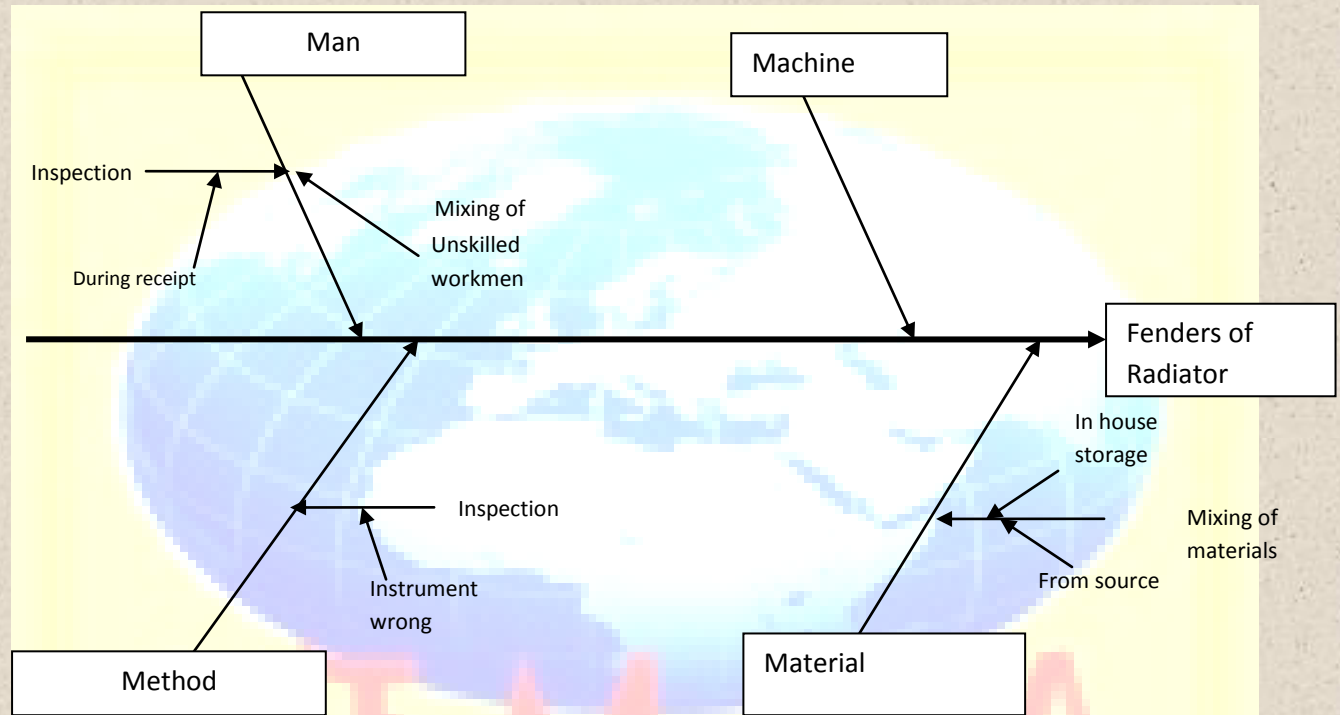 Man
Machine
Inspection
During receipt
Mixing of
Unskilled
workmen
Fenders of
Radiator
In house
storage
Inspection
Mixing of
materials
From source
Instrument
wrong
Method
Material